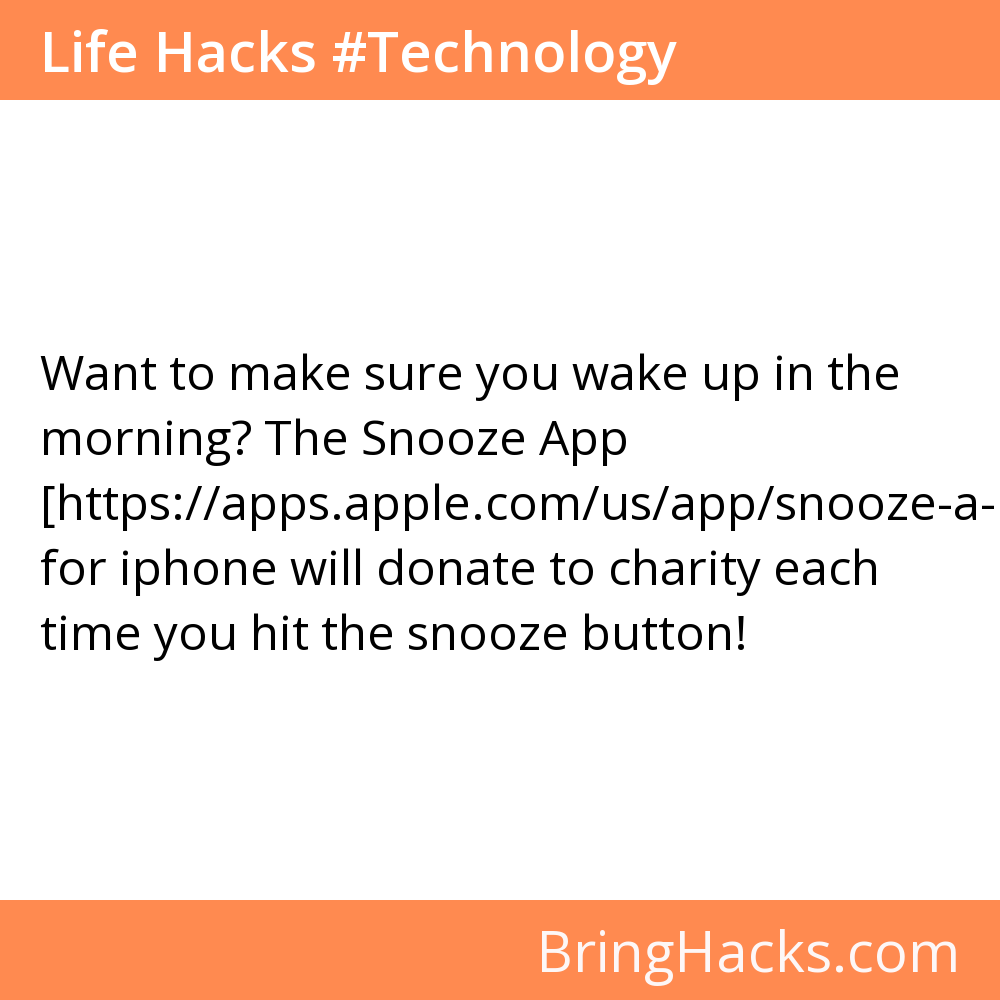 Life Hacks #Technology
Want to make sure you wake up in the
morning? The Snooze App
[https://apps.apple.com/us/app/snooze-a-
for iphone will donate to charity each
time you hit the snooze button!
BringHacks.com